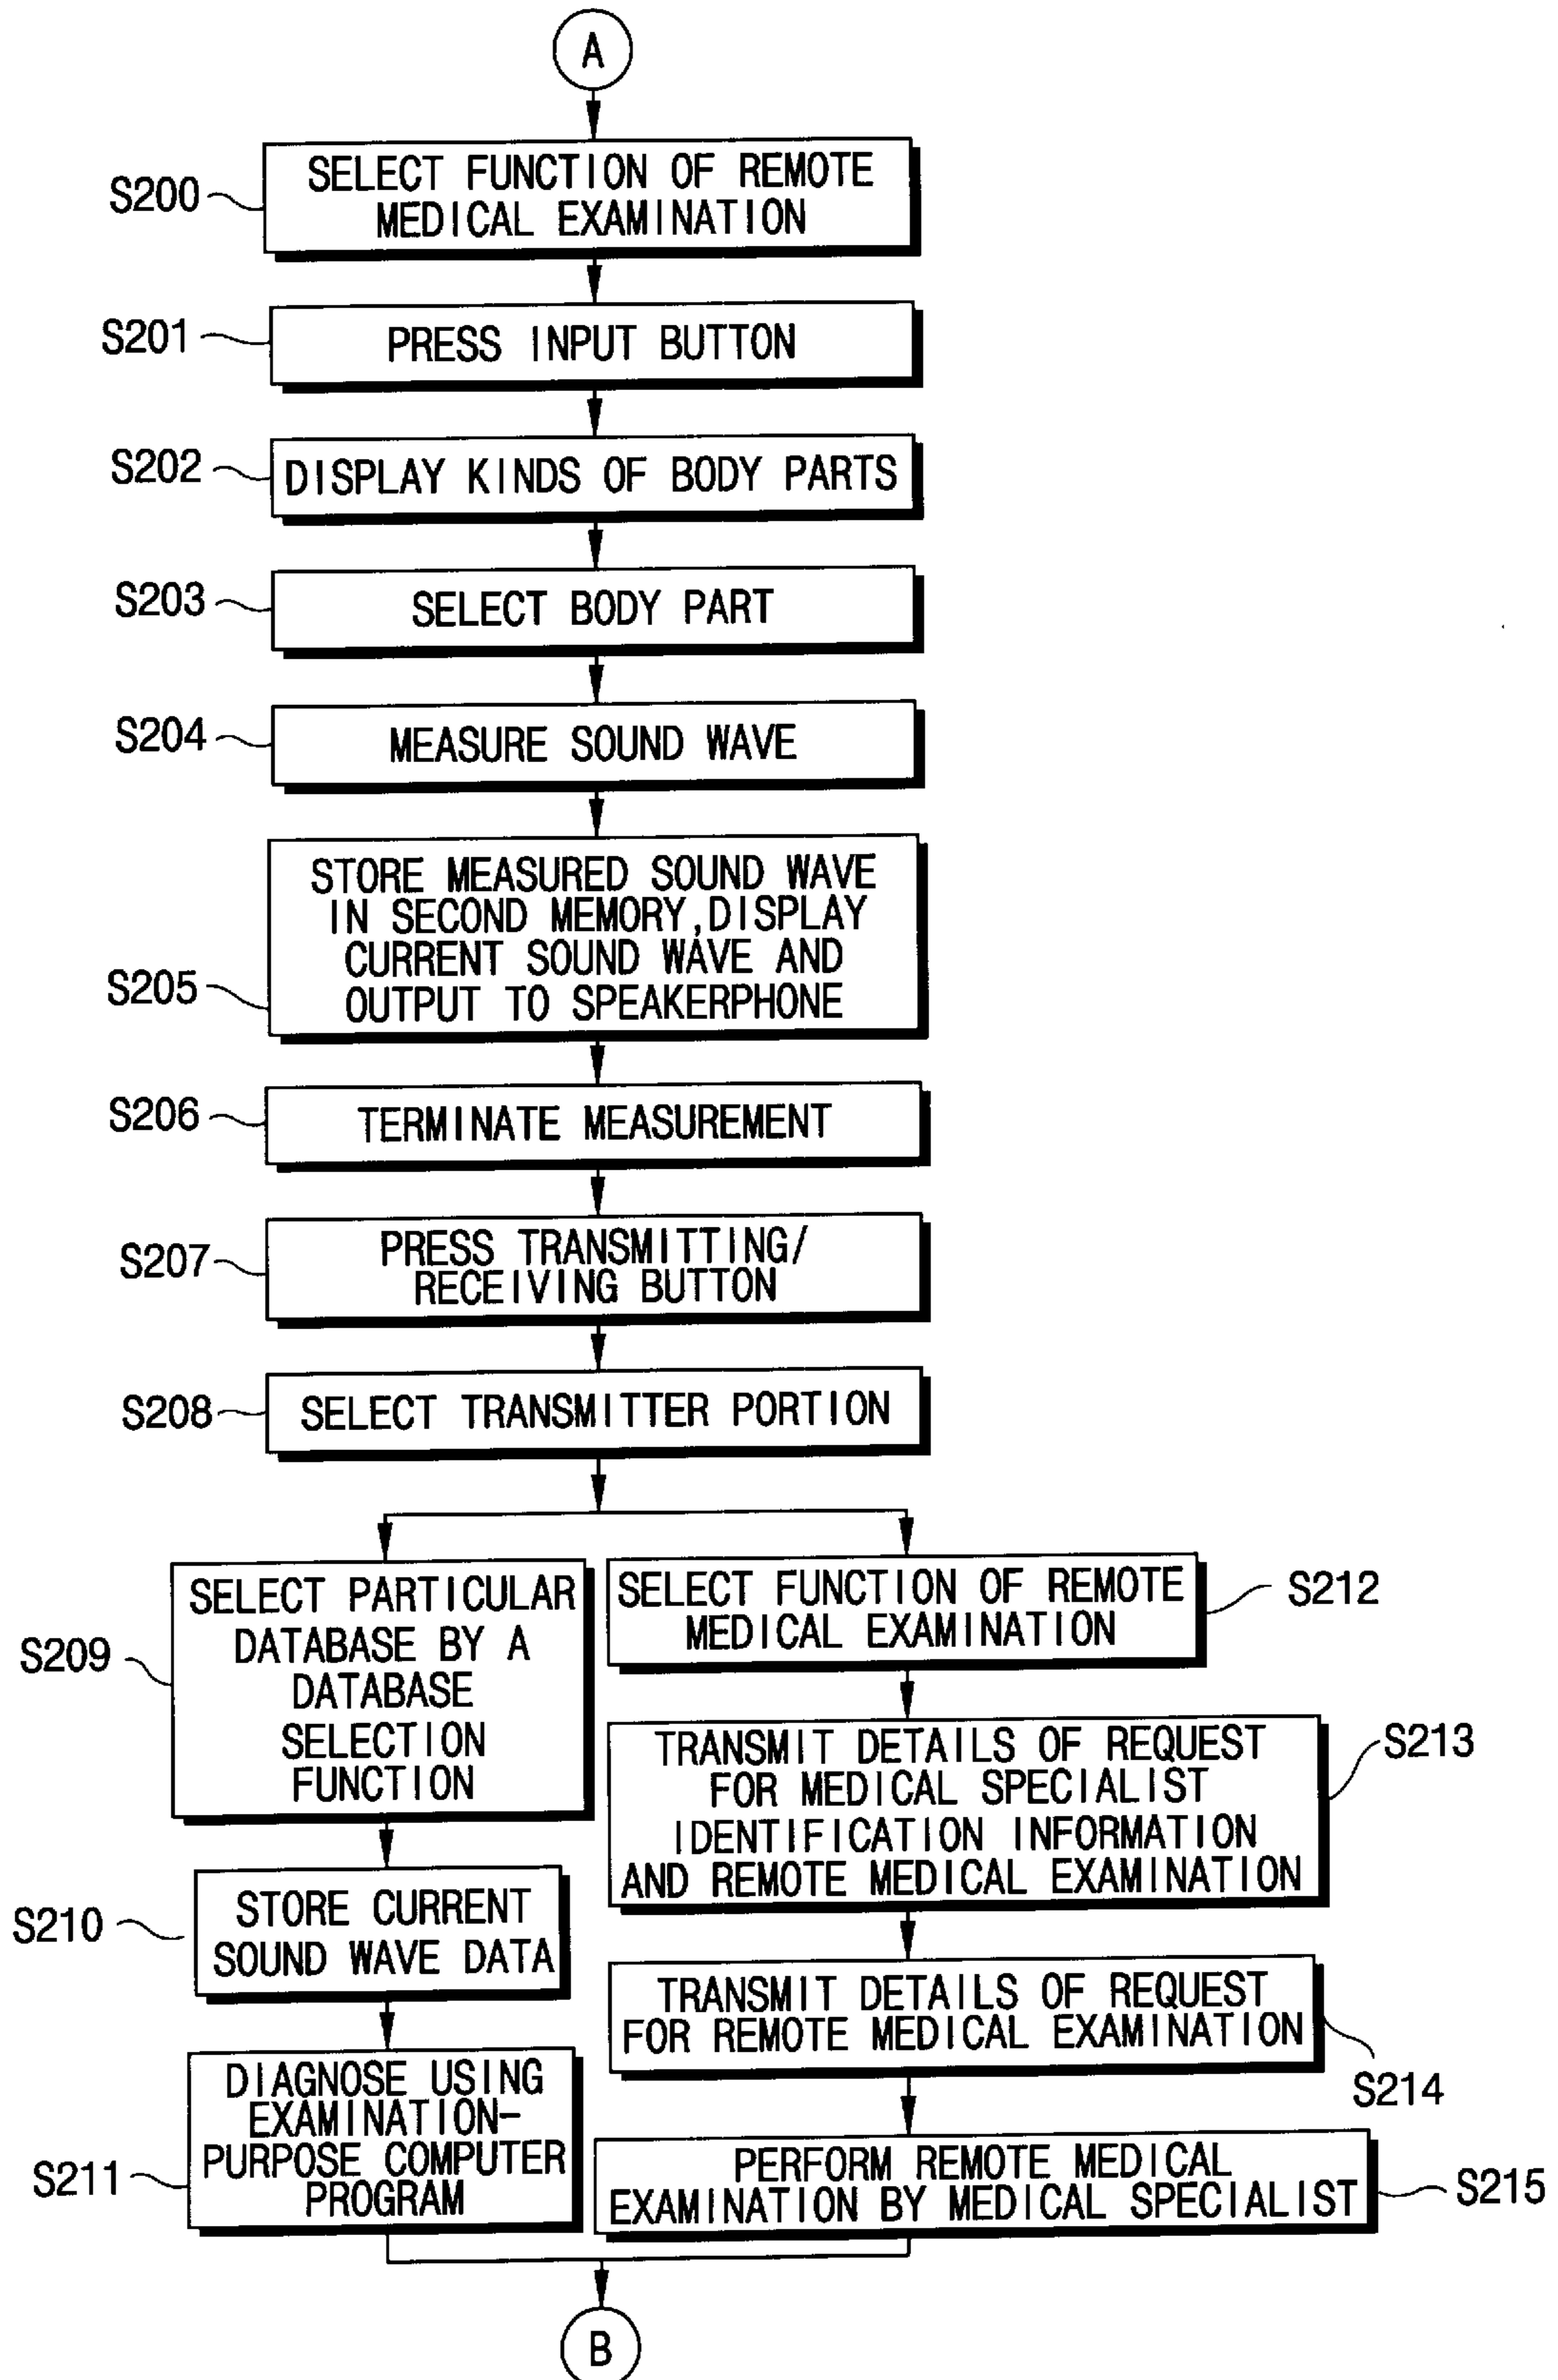 A
S200
SELECT FUNCTION OF REMOTE
MEDICAL EXAMINATION
S201
PRESS INPUT BUTTON
S202
DISPLAY KINDS OF BODY PARTS
S203
SELECT BODY PART
S204
MEASURE SOUND WAVE
S205
STORE MEASURED SOUND WAVE
IN SECOND MEMORY,DISPLAY
CURRENT SOUND WAVE AND
OUTPUT TO SPEAKERPHONE
S206
TERMINATE MEASUREMENT
S207
PRESS TRANSMITTING/
RECEIVING BUTTON
S208
SELECT TRANSMITTER PORTION
S209
SELECT PARTICULAR
DATABASE BY A
DATABASE
SELECTION
FUNCTION
S210
STORE CURRENT
SOUND WAVE DATA
S211
DIAGNOSE USING
EXAMINATION-
PURPOSE COMPUTER
PROGRAM
SELECT FUNCTION OF REMOTE
MEDICAL EXAMINATION
S212
TRANSMIT DETAILS OF REQUEST
FOR MEDICAL SPECIALIST
IDENTIFICATION INFORMATION
AND REMOTE MEDICAL EXAMINATION
S213
TRANSMIT DETAILS OF REQUEST
FOR REMOTE MEDICAL EXAMINATION
S214
PERFORM REMOTE MEDICAL
EXAMINATION BY MEDICAL SPECIALIST
S215
B